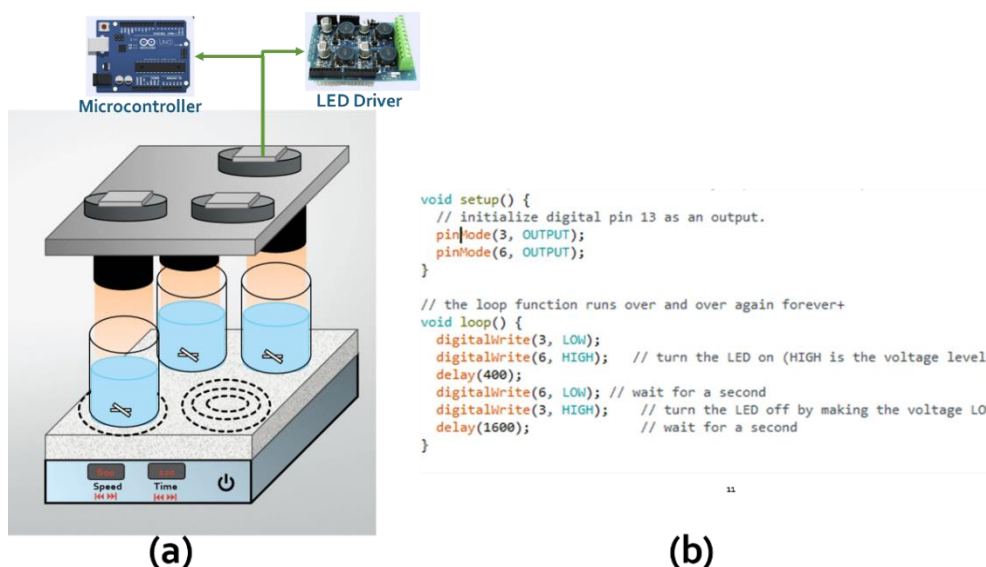 Microcontroller
LED Driver
600
120
Speed
Time
(a)
void setup() {
// initialize digital pin 13 as an output.
pinMode(3, OUTPUT);
pinMode(6, OUTPUT);
}
// the loop function runs over and over again forever+
void loop() {
digitalWrite(3, LOW);
digitalWrite(6, HIGH); // turn the LED on (HIGH is the voltage level
delay(400);
digitalWrite(6, LOW); // wait for a second
digitalWrite(3, HIGH); // turn the LED off by making the voltage LO
delay(1600); // wait for a second
}
11
(b)